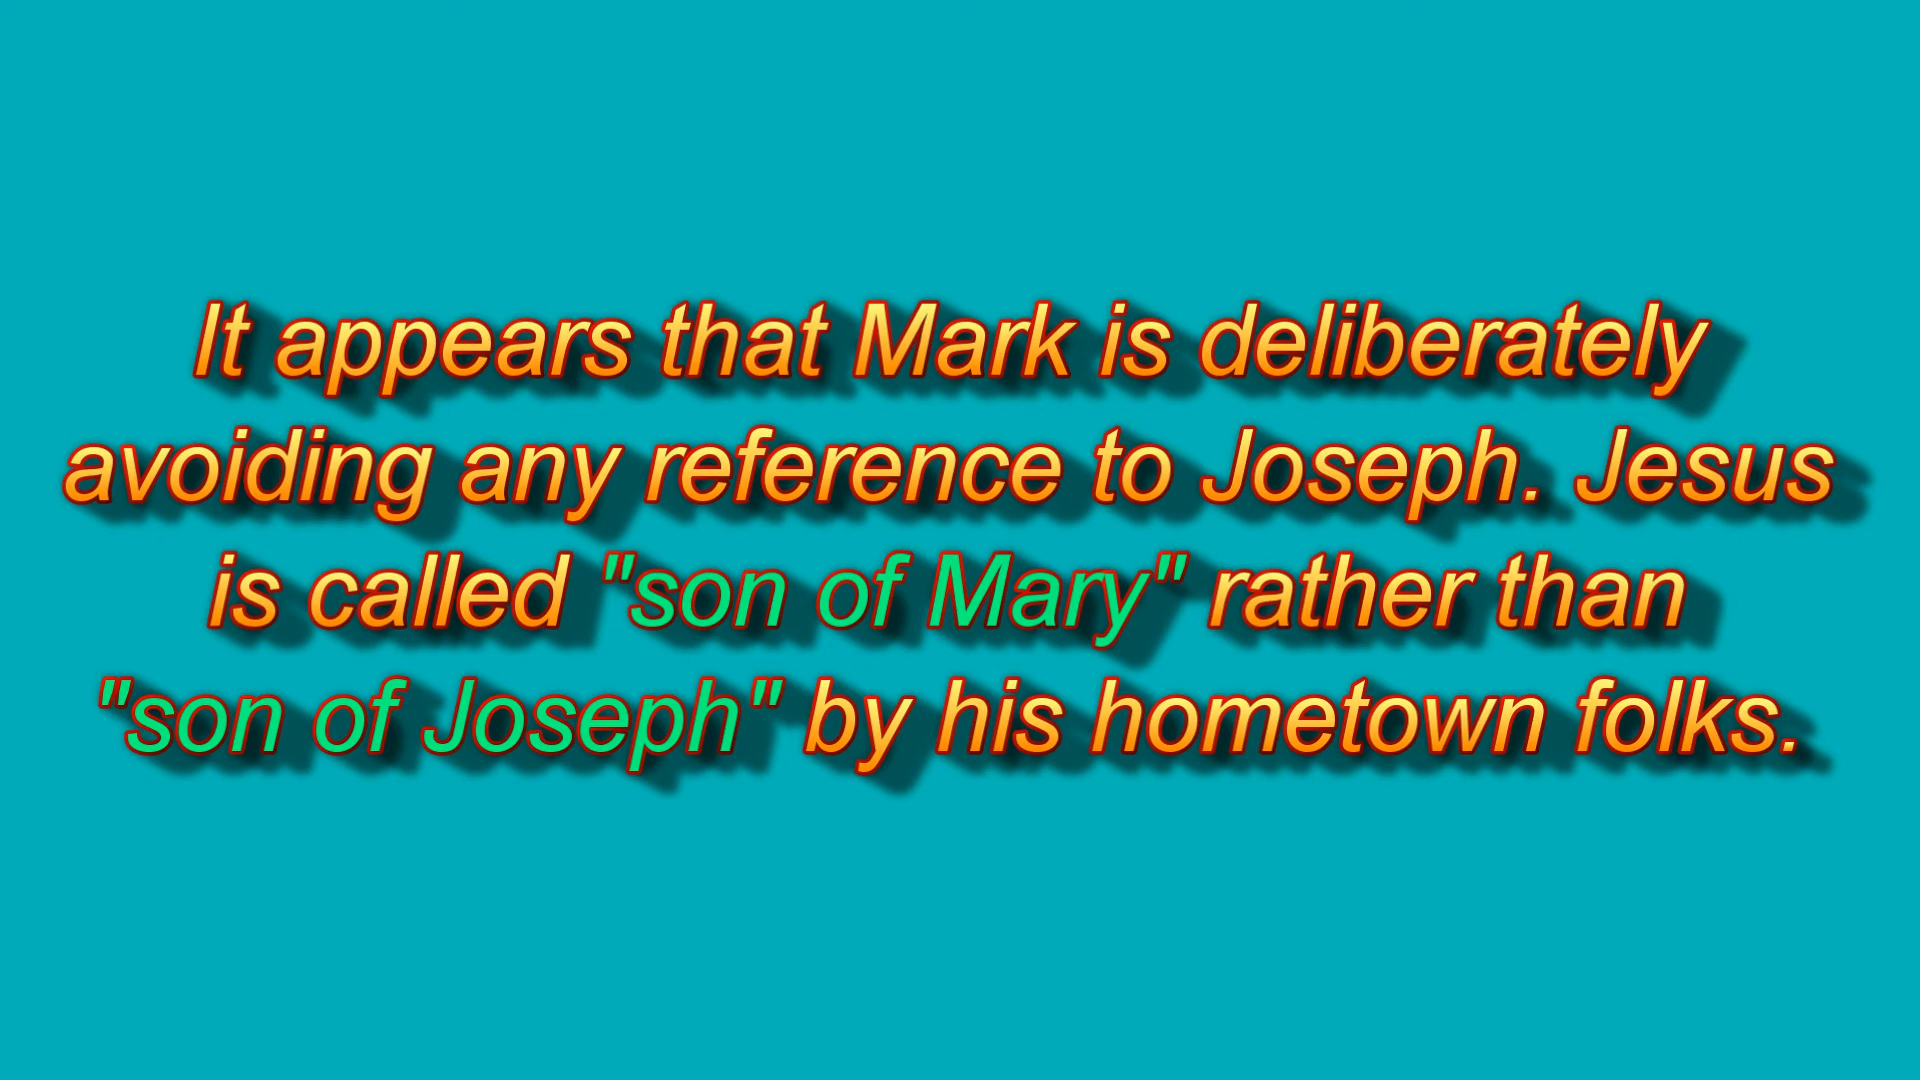 It appears that Mark is deliberately
avoiding any reference to Joseph. Jesus
is called "son of Mary" rather than
"son of Joseph" by his hometown folks.